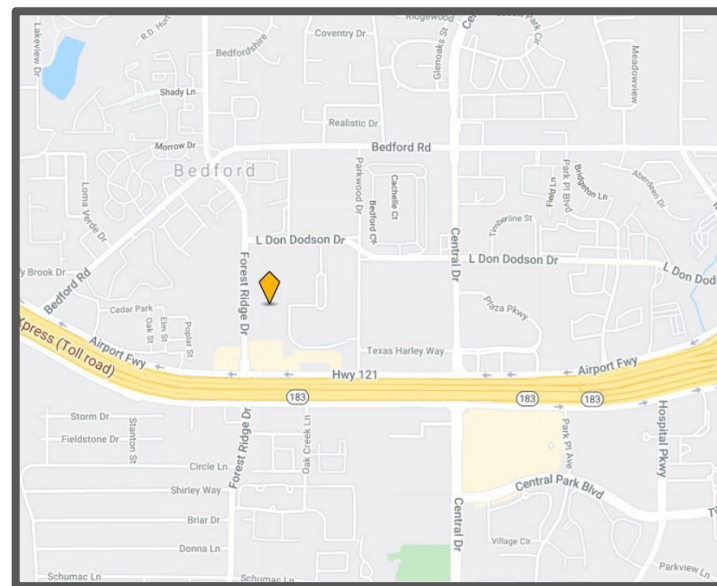 Lakeview Dr
R.D. Hurt
Bedfordshire
Coventry Dr
Ridgewood
Glenoaks St
Park Cir
Meadowview
Shady Ln
Realistic Dr
Morrow Dr
Bedford
Bedford Rd
Parkwood Dr
Cachelle Ct
Bedford Ct
Central Dr
Field Ln
Park Pl Blvd
Bridgeton Ln
Aberdeen Dr
Timberline St
Loma Verde Dr
L Don Dodson Dr
L Don Dodson Dr
L Don Dods
y Brook Dr
Bedford Rd
Forest Ridge Dr
Cedar Park
Oak St
Elm St
Poplar St
Plaza Pkwy
xpress (Toll road)
Airport Fwy
Texas Harley Way
Airport Fwy
Hwy 121
183
183
183
Storm Dr
Stanton St
Fieldstone Dr
Forest Ridge Dr
Oak Creek Ln
Park Pl Ave
Hospital Pkwy
Circle Ln
Shirley Way
Central Park Blvd
Central Dr
Briar Dr
Donna Ln
Village Cir
Parkview Ln
Schumac Ln
Schumac Ln